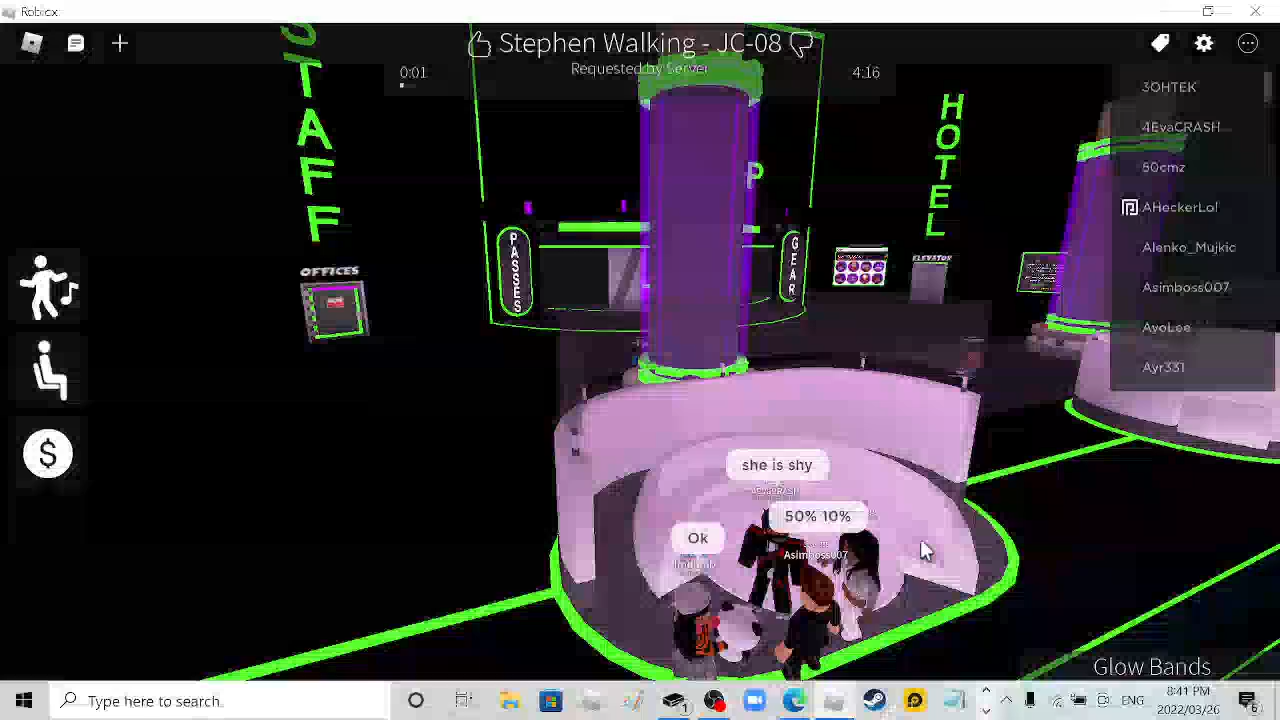 Roblox
Stephen Walking - JC-08
Requested by Server
0:01
4:16
STAFF
OFFICES
PASSES
P
GEAR
HOTEL
ELEVATOR
3OHTEK
4EvaCRASH
50cmz
AHeckerLol
Alenko_Mujkic
Asimboss007
AyoLee
Ayr331
she is shy
4EvaCRASH
50% 10%
Ok
Asimboss007
$
Glow Bands
Type here to search
ENG
8:41 PM
2022/03/26
6